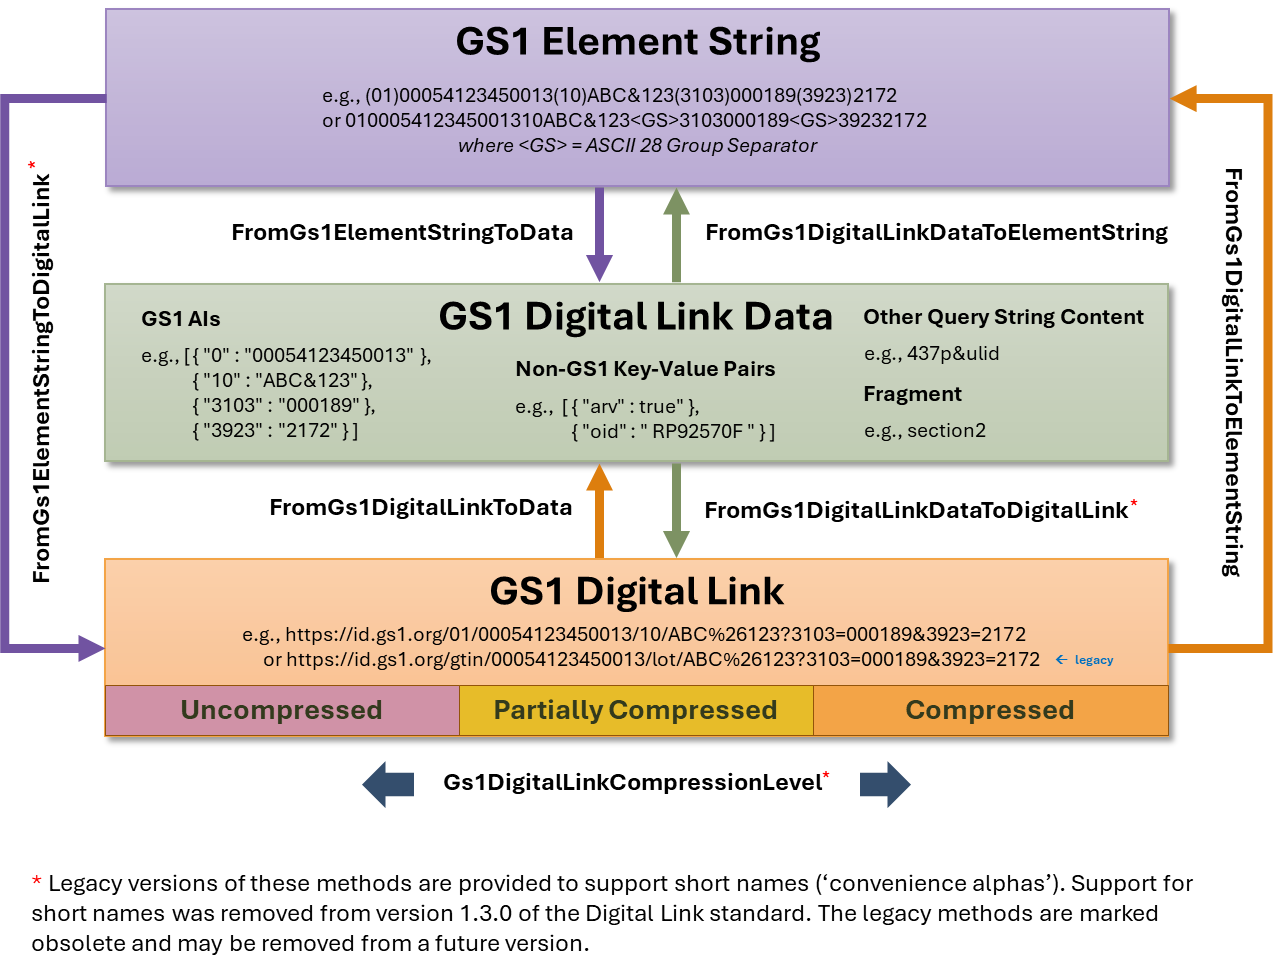 GS1 Element String
e.g., (01)00054123450013(10)ABC&123(3103)000189(3923)2172
or 010005412345001310ABC&123<GS>3103000189<GS>39232172
where <GS> = ASCII 28 Group Separator
FromGs1ElementStringToDigitalLink*
FromGs1ElementStringToData
FromGs1DigitalLinkDataToElementString
FromGs1DigitalLinkToElementString
GS1 Digital Link Data
GS1 AIs
e.g., [ { "0" : "00054123450013" },
{ "10" : "ABC&123" },
{ "3103" : "000189" },
{ "3923" : "2172" } ]
Non-GS1 Key-Value Pairs
e.g., [ { "arv" : true" },
{ "oid" : " RP92570F " } ]
Other Query String Content
e.g., 437p&ulid
Fragment
e.g., section2
FromGs1DigitalLinkToData
FromGs1DigitalLinkDataToDigitalLink*
GS1 Digital Link
e.g., https://id.gs1.org/01/00054123450013/10/ABC%26123?3103=000189&3923=2172
or https://id.gs1.org/gtin/00054123450013/lot/ABC%26123?3103=000189&3923=2172 ← legacy
Uncompressed
Partially Compressed
Compressed
Gs1DigitalLinkCompressionLevel*
* Legacy versions of these methods are provided to support short names (‘convenience alphas’). Support for
short names was removed from version 1.3.0 of the Digital Link standard. The legacy methods are marked
obsolete and may be removed from a future version.